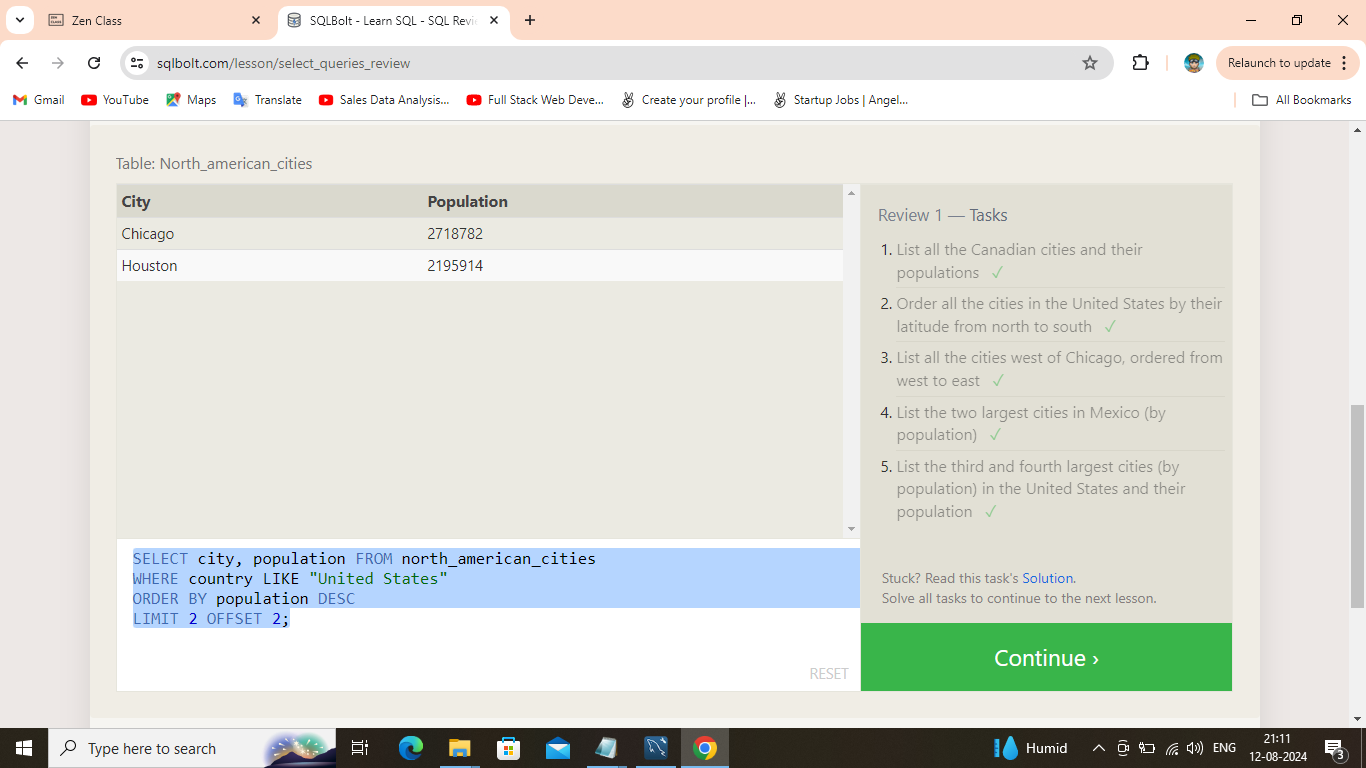 Zen Class
SQLBolt - Learn SQL - SQL Revi
sqlbolt.com/lesson/select_queries_review
Relaunch to update
Gmail
YouTube
Maps
Translate
Sales Data Analysis...
Full Stack Web Deve...
Create your profile |...
Startup Jobs | Angel...
All Bookmarks
Table: North_american_cities
City Population
Chicago 2718782
Houston 2195914
Review 1 — Tasks
1. List all the Canadian cities and their
populations ✓
2. Order all the cities in the United States by their
latitude from north to south ✓
3. List all the cities west of Chicago, ordered from
west to east ✓
4. List the two largest cities in Mexico (by
population) ✓
5. List the third and fourth largest cities (by
population) in the United States and their
population ✓
Stuck? Read this task's Solution.
Solve all tasks to continue to the next lesson.
Continue ›
SELECT city, population FROM north_american_cities
WHERE country LIKE "United States"
ORDER BY population DESC
LIMIT 2 OFFSET 2;
RESET
Type here to search
Humid
ENG
21:11
12-08-2024
3